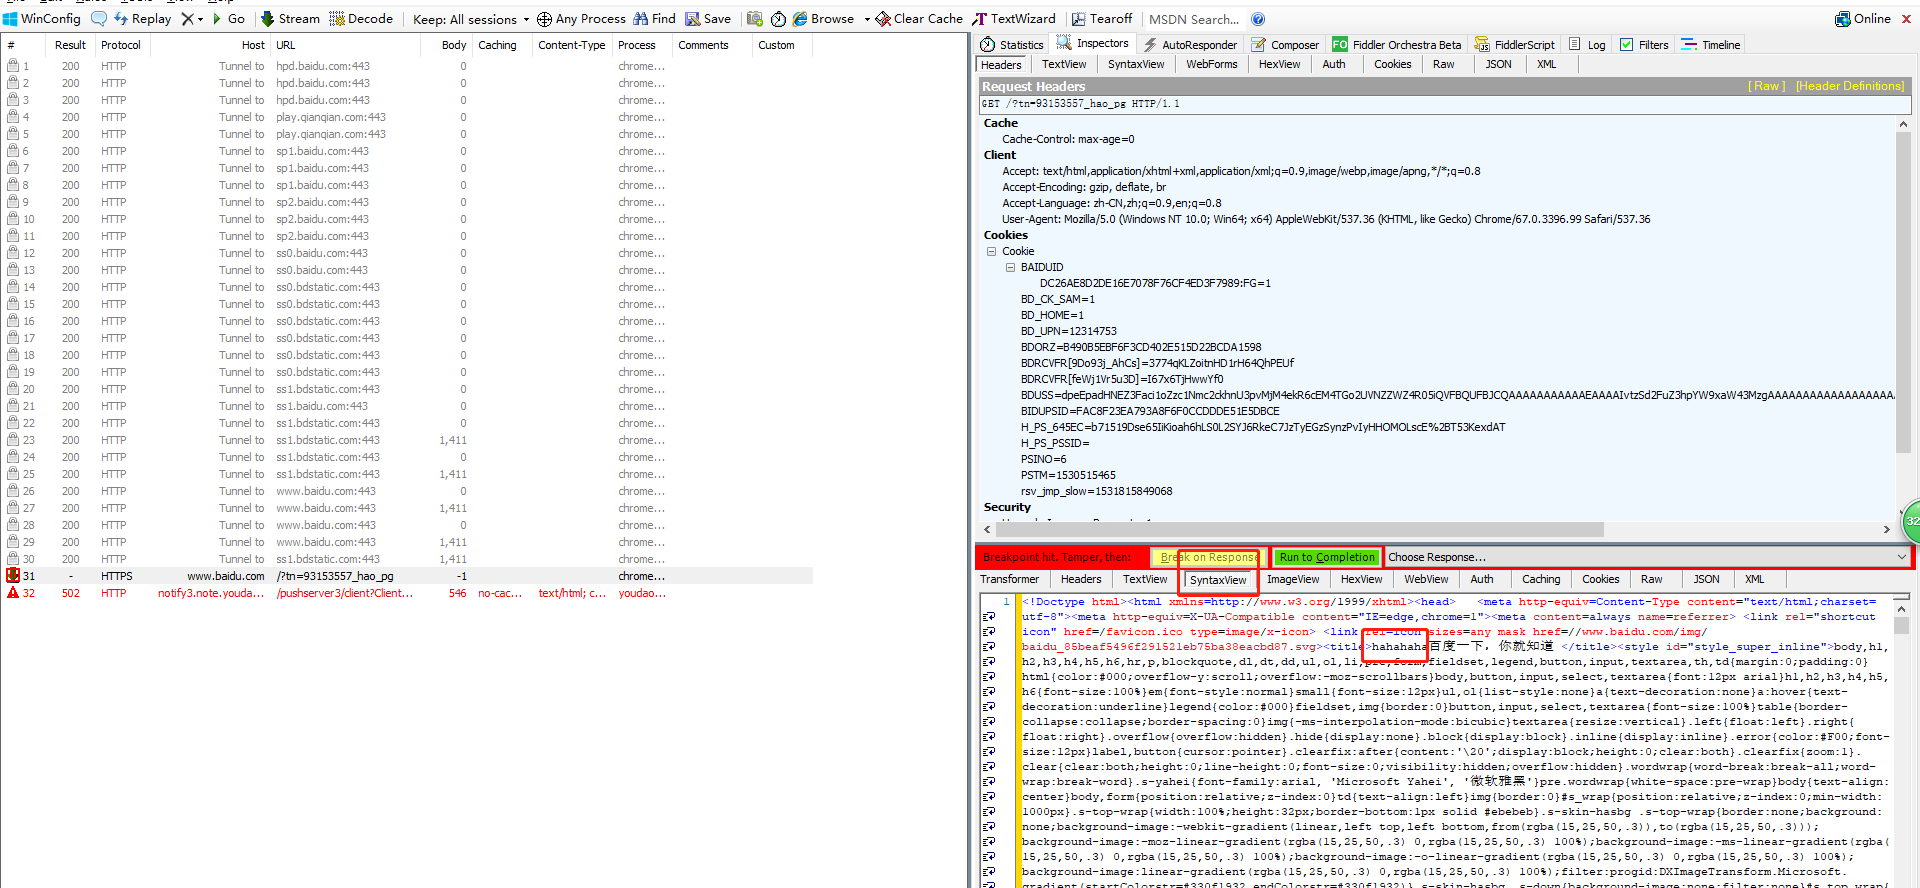 WinConfig Replay Go Stream Decode Keep: All sessions Any Process Find Save Browse Clear Cache TextWizard Tearoff MSDN Search... Online
# Result Protocol Host URL Body Caching Content-Type Process Comments Custom
1 200 HTTP Tunnel to hpd.baidu.com:443 0 chrome...
2 200 HTTP Tunnel to hpd.baidu.com:443 0 chrome...
3 200 HTTP Tunnel to hpd.baidu.com:443 0 chrome...
4 200 HTTP Tunnel to play.qianqian.com:443 0 chrome...
5 200 HTTP Tunnel to play.qianqian.com:443 0 chrome...
6 200 HTTP Tunnel to sp1.baidu.com:443 0 chrome...
7 200 HTTP Tunnel to sp1.baidu.com:443 0 chrome...
8 200 HTTP Tunnel to sp1.baidu.com:443 0 chrome...
9 200 HTTP Tunnel to sp2.baidu.com:443 0 chrome...
10 200 HTTP Tunnel to sp2.baidu.com:443 0 chrome...
11 200 HTTP Tunnel to sp2.baidu.com:443 0 chrome...
12 200 HTTP Tunnel to ss0.baidu.com:443 0 chrome...
13 200 HTTP Tunnel to ss0.baidu.com:443 0 chrome...
14 200 HTTP Tunnel to ss0.bdstatic.com:443 0 chrome...
15 200 HTTP Tunnel to ss0.bdstatic.com:443 0 chrome...
16 200 HTTP Tunnel to ss0.bdstatic.com:443 0 chrome...
17 200 HTTP Tunnel to ss0.bdstatic.com:443 0 chrome...
18 200 HTTP Tunnel to ss0.bdstatic.com:443 0 chrome...
19 200 HTTP Tunnel to ss0.bdstatic.com:443 0 chrome...
20 200 HTTP Tunnel to ss1.bdstatic.com:443 0 chrome...
21 200 HTTP Tunnel to ss1.baidu.com:443 0 chrome...
22 200 HTTP Tunnel to ss1.bdstatic.com:443 0 chrome...
23 200 HTTP Tunnel to ss1.bdstatic.com:443 1,411 chrome...
24 200 HTTP Tunnel to ss1.bdstatic.com:443 0 chrome...
25 200 HTTP Tunnel to ss1.bdstatic.com:443 1,411 chrome...
26 200 HTTP Tunnel to www.baidu.com:443 0 chrome...
27 200 HTTP Tunnel to www.baidu.com:443 1,411 chrome...
28 200 HTTP Tunnel to www.baidu.com:443 0 chrome...
29 200 HTTP Tunnel to www.baidu.com:443 1,411 chrome...
30 200 HTTP Tunnel to ss1.bdstatic.com:443 1,411 chrome...
31 - HTTPS www.baidu.com /?tn=93153557_hao_pg -1 chrome...
32 502 HTTP notify3.note.youda... /pushserver3/client?Client... 546 no-cac... text/html; c... youdao...
Statistics Inspectors AutoResponder Composer FO Fiddler Orchestra Beta FiddlerScript Log Filters Timeline
Headers TextView SyntaxView WebForms HexView Auth Cookies Raw JSON XML
Request Headers [ Raw ] [Header Definitions]
GET /?tn=93153557_hao_pg HTTP/1.1
Cache
Cache-Control: max-age=0
Client
Accept: text/html,application/xhtml+xml,application/xml;q=0.9,image/webp,image/apng,*/*;q=0.8
Accept-Encoding: gzip, deflate, br
Accept-Language: zh-CN,zh;q=0.9,en;q=0.8
User-Agent: Mozilla/5.0 (Windows NT 10.0; Win64; x64) AppleWebKit/537.36 (KHTML, like Gecko) Chrome/67.0.3396.99 Safari/537.36
Cookies
Cookie
BAIDUID
DC26AE8D2DE16E7078F76CF4ED3F7989:FG=1
BD_CK_SAM=1
BD_HOME=1
BD_UPN=12314753
BDORZ=B490B5EBF6F3CD402E515D22BCDA1598
BDRCVFR[9Do93j_AhCs]=3774qKLZoitnHD1rH64QhPEUf
BDRCVFR[feWj1Vr5u3D]=I67x6TjHwwYf0
BIDUPSID=FAC8F23EA793A8F6F0CCDDDE51E5DBCE
H_PS_PSSID=
PSINO=6
PSTM=1530515465
rsv_jmp_slow=1531815849068
Security
32
Breakpoint hit. Tamper, then: Break on Response Run to Completion Choose Response...
Transformer Headers TextView SyntaxView ImageView HexView WebView Auth Caching Cookies Raw JSON XML
1 <!Doctype html><html xmlns=http://www.w3.org/1999/xhtml><head> <meta http-equiv=Content-Type content="text/html;charset=
utf-8"><meta http-equiv=X-UA-Compatible content="IE=edge,chrome=1"><meta content=always name=referrer> <link rel="shortcut
icon" href=/favicon.ico type=image/x-icon> <link rel=icon sizes=any mask href=//www.baidu.com/img/
baidu_85beaf5496f291521eb75ba38eacbd87.svg><title>hahahaha百度一下，你就知道 </title><style id="style_super_inline">body,h1,
h2,h3,h4,h5,h6,hr,p,blockquote,dl,dt,dd,ul,ol,li,pre,form,fieldset,legend,button,input,textarea,th,td{margin:0;padding:0}
html{color:#000;overflow-y:scroll;overflow:-moz-scrollbars}body,button,input,select,textarea{font:12px arial}h1,h2,h3,h4,h5,
h6{font-size:100%}em{font-style:normal}small{font-size:12px}ul,ol{list-style:none}a{text-decoration:none}a:hover{text-
decoration:underline}legend{color:#000}fieldset,img{border:0}button,input,select,textarea{font-size:100%}table{border-
collapse:collapse;border-spacing:0}img{-ms-interpolation-mode:bicubic}textarea{resize:vertical}.left{float:left}.right{
float:right}.overflow{overflow:hidden}.hide{display:none}.block{display:block}.inline{display:inline}.error{color:#F00;font-
size:12px}label,button{cursor:pointer}.clearfix:after{content:'\20';display:block;height:0;clear:both}.clearfix{zoom:1}.
clear{clear:both;height:0;line-height:0;font-size:0;visibility:hidden;overflow:hidden}.wordwrap{word-break:break-all;word-
wrap:break-word}.s-yahei{font-family:arial, 'Microsoft Yahei', '微软雅黑'}pre.wordwrap{white-space:pre-wrap}body{text-align:
center}body,form{position:relative;z-index:0}td{text-align:left}img{border:0}#s_wrap{position:relative;z-index:0;min-width:
1000px}.s-top-wrap{width:100%;height:32px;border-bottom:1px solid #ebebeb}.s-skin-hasbg .s-top-wrap{border:none;background:
none;background-image:-webkit-gradient(linear,left top,left bottom,from(rgba(15,25,50,.3)),to(rgba(15,25,50,.3)));
background-image:-moz-linear-gradient(rgba(15,25,50,.3) 0,rgba(15,25,50,.3) 100%);background-image:-ms-linear-gradient(rgba(
15,25,50,.3) 0,rgba(15,25,50,.3) 100%);background-image:-o-linear-gradient(rgba(15,25,50,.3) 0,rgba(15,25,50,.3) 100%);
background-image:linear-gradient(rgba(15,25,50,.3) 0,rgba(15,25,50,.3) 100%);filter:progid:DXImageTransform.Microsoft.